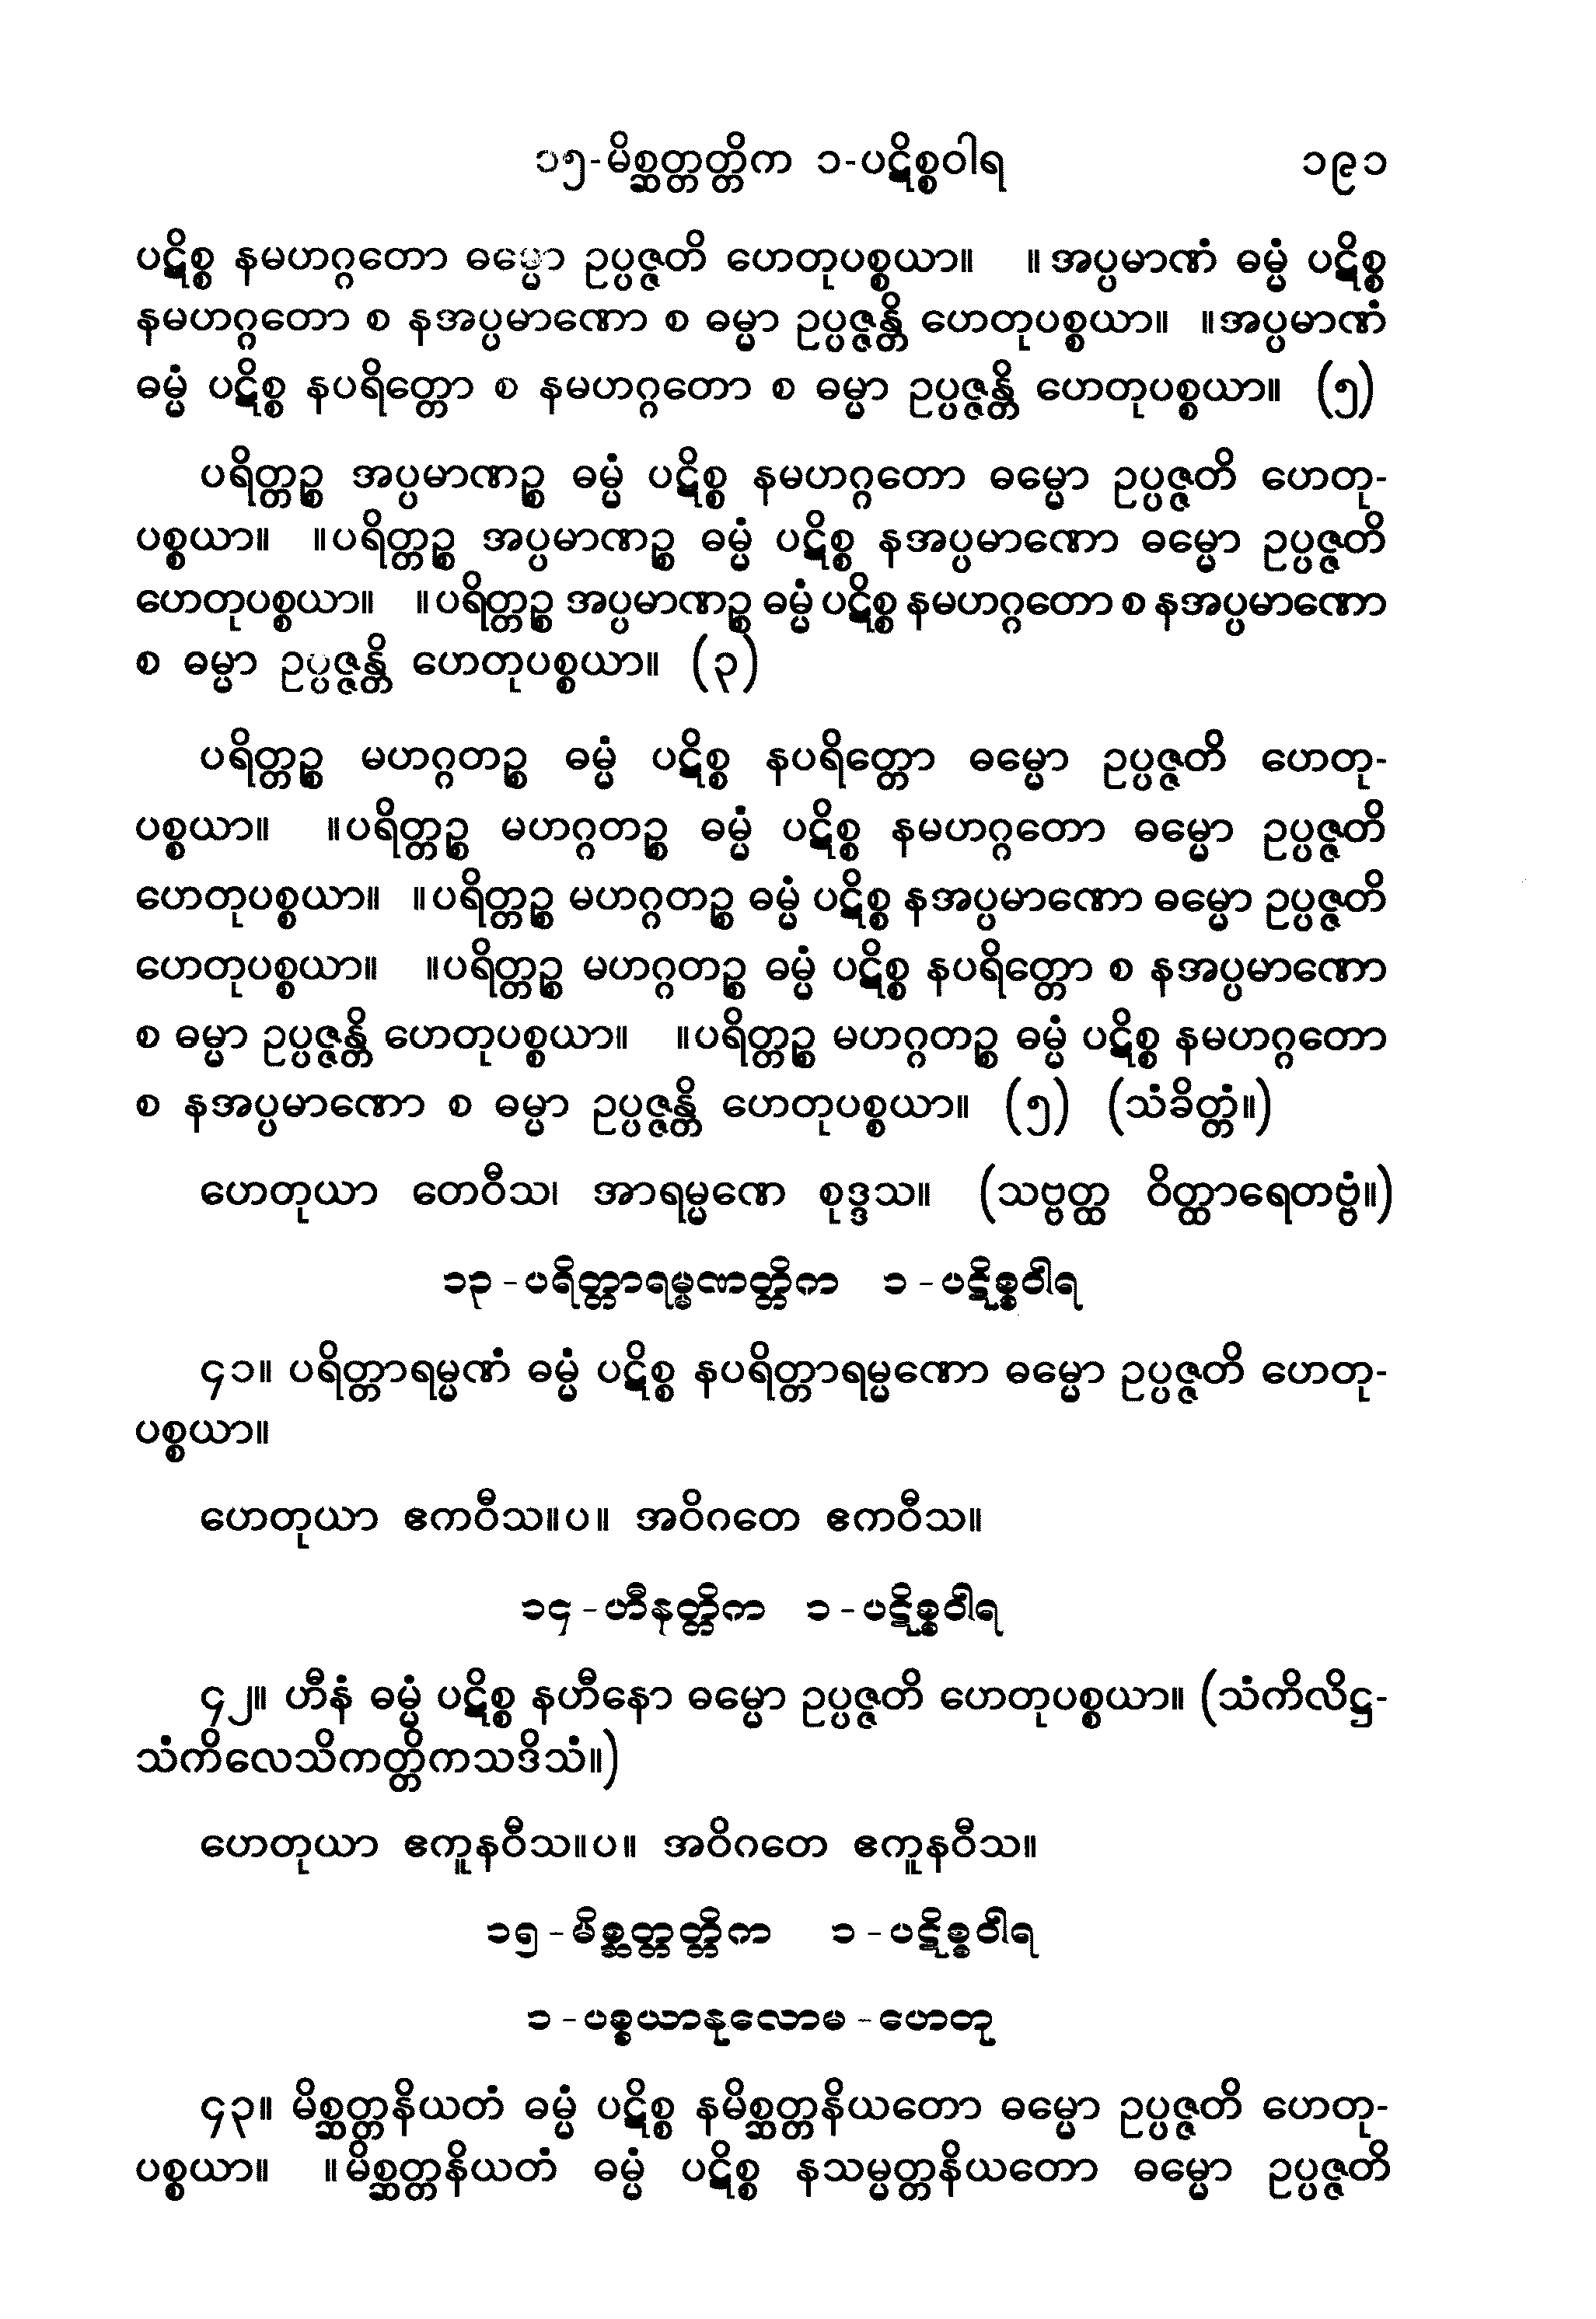 ၁၅-မိစ္ဆတ္တတ္တိက ၁-ပဋိစ္စဝါရ ၁၉၁
ပဋိစ္စ နမဟဂ္ဂတော ဓမ္မော ဥပ္ပဇ္ဇတိ ဟေတုပစ္စယာ။ ။အပ္ပမာဏံ ဓမ္မံ ပဋိစ္စ
နမဟဂ္ဂတော စ နအပ္ပမာဏော စ ဓမ္မာ ဥပ္ပဇ္ဇန္တိ ဟေတုပစ္စယာ။ ။အပ္ပမာဏံ
ဓမ္မံ ပဋိစ္စ နပရိတ္တော စ နမဟဂ္ဂတော စ ဓမ္မာ ဥပ္ပဇ္ဇန္တိ ဟေတုပစ္စယာ။ (၅)
ပရိတ္တဉ္စ အပ္ပမာဏဉ္စ ဓမ္မံ ပဋိစ္စ နမဟဂ္ဂတော ဓမ္မော ဥပ္ပဇ္ဇတိ ဟေတု-
ပစ္စယာ။ ။ပရိတ္တဉ္စ အပ္ပမာဏဉ္စ ဓမ္မံ ပဋိစ္စ နအပ္ပမာဏော ဓမ္မော ဥပ္ပဇ္ဇတိ
ဟေတုပစ္စယာ။ ။ပရိတ္တဉ္စ အပ္ပမာဏဉ္စ ဓမ္မံ ပဋိစ္စ နမဟဂ္ဂတော စ နအပ္ပမာဏော
စ ဓမ္မာ ဥပ္ပဇ္ဇန္တိ ဟေတုပစ္စယာ။ (၃)
ပရိတ္တဉ္စ မဟဂ္ဂတဉ္စ ဓမ္မံ ပဋိစ္စ နပရိတ္တော ဓမ္မော ဥပ္ပဇ္ဇတိ ဟေတု-
ပစ္စယာ။ ။ပရိတ္တဉ္စ မဟဂ္ဂတဉ္စ ဓမ္မံ ပဋိစ္စ နမဟဂ္ဂတော ဓမ္မော ဥပ္ပဇ္ဇတိ
ဟေတုပစ္စယာ။ ။ပရိတ္တဉ္စ မဟဂ္ဂတဉ္စ ဓမ္မံ ပဋိစ္စ နအပ္ပမာဏော ဓမ္မော ဥပ္ပဇ္ဇတိ
ဟေတုပစ္စယာ။ ။ပရိတ္တဉ္စ မဟဂ္ဂတဉ္စ ဓမ္မံ ပဋိစ္စ နပရိတ္တော စ နအပ္ပမာဏော
စ ဓမ္မာ ဥပ္ပဇ္ဇန္တိ ဟေတုပစ္စယာ။ ။ပရိတ္တဉ္စ မဟဂ္ဂတဉ္စ ဓမ္မံ ပဋိစ္စ နမဟဂ္ဂတော
စ နအပ္ပမာဏော စ ဓမ္မာ ဥပ္ပဇ္ဇန္တိ ဟေတုပစ္စယာ။ (၅) (သံခိတ္တံ။)
ဟေတုယာ တေဝီသ၊ အာရမ္မဏေ စုဒ္ဒသ။ (သဗ္ဗတ္ထ ဝိတ္ထာရေတဗ္ဗံ။)
၁၃-ပရိတ္တာရမ္မဏတ္တိက ၁-ပဋိစ္စဝါရ
၄၁။ ပရိတ္တာရမ္မဏံ ဓမ္မံ ပဋိစ္စ နပရိတ္တာရမ္မဏော ဓမ္မော ဥပ္ပဇ္ဇတိ ဟေတု-
ပစ္စယာ။
ဟေတုယာ ဧကဝီသ။ပ။ အဝိဂတေ ဧကဝီသ။
၁၄-ဟီနတ္တိက ၁-ပဋိစ္စဝါရ
၄၂။ ဟီနံ ဓမ္မံ ပဋိစ္စ နဟီနော ဓမ္မော ဥပ္ပဇ္ဇတိ ဟေတုပစ္စယာ။ (သံကိလိဋ္ဌ-
သံကိလေသိကတ္တိကသဒိသံ။)
ဟေတုယာ ဧကူနဝီသ။ပ။ အဝိဂတေ ဧကူနဝီသ။
၁၅-မိစ္ဆတ္တတ္တိက ၁-ပဋိစ္စဝါရ
၁-ပစ္စယာနုလောမ-ဟေတု
၄၃။ မိစ္ဆတ္တနိယတံ ဓမ္မံ ပဋိစ္စ နမိစ္ဆတ္တနိယတော ဓမ္မော ဥပ္ပဇ္ဇတိ ဟေတု-
ပစ္စယာ။ ။မိစ္ဆတ္တနိယတံ ဓမ္မံ ပဋိစ္စ နသမ္မတ္တနိယတော ဓမ္မော ဥပ္ပဇ္ဇတိ